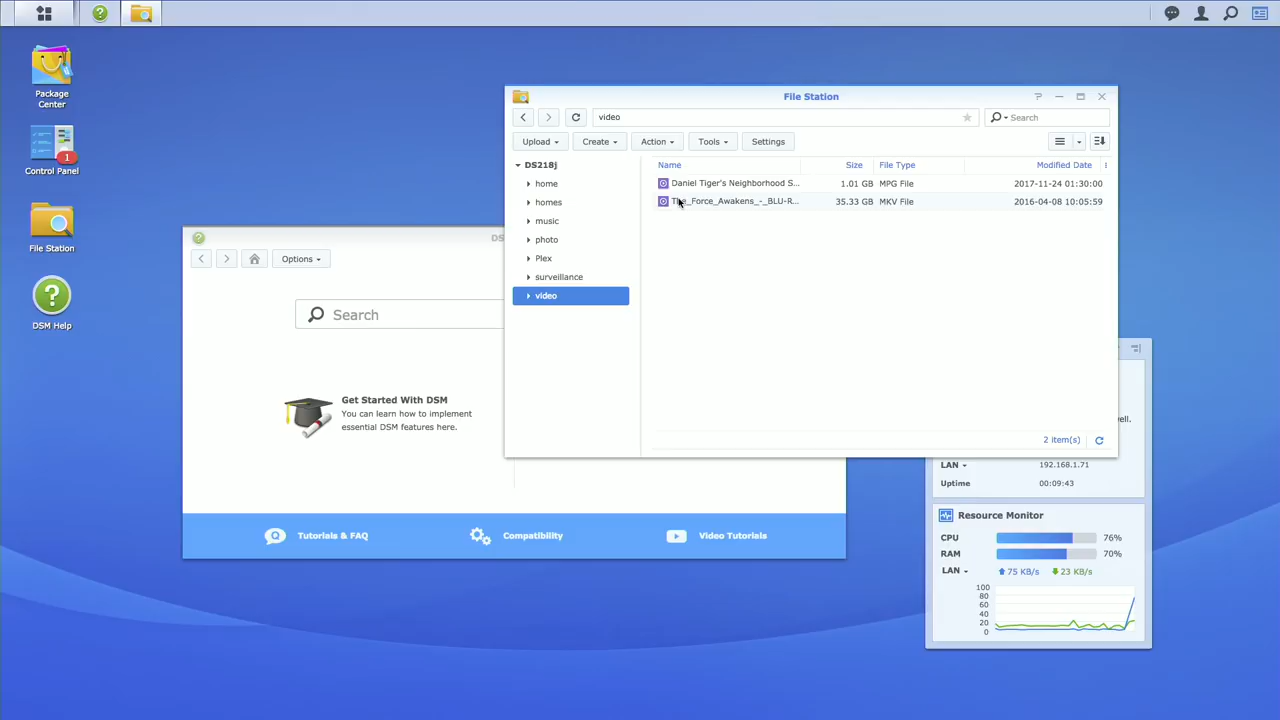 Package
Center
1
Control Panel
File Station
DSM Help
File Station
video
Search
Upload
Create
Action
Tools
Settings
DS218j
home
homes
music
photo
Plex
surveillance
video
Name Size File Type Modified Date
Daniel Tiger's Neighborhood S... 1.01 GB MPG File 2017-11-24 01:30:00
The_Force_Awakens_-_BLU-R... 35.33 GB MKV File 2016-04-08 10:05:59
2 item(s)
DS
Options
Search
Get Started With DSM
You can learn how to implement
essential DSM features here.
Tutorials & FAQ
Compatibility
Video Tutorials
well.
LAN 192.168.1.71
Uptime 00:09:43
Resource Monitor
CPU 76%
RAM 70%
LAN 75 KB/s 23 KB/s
100
80
60
40
20
0